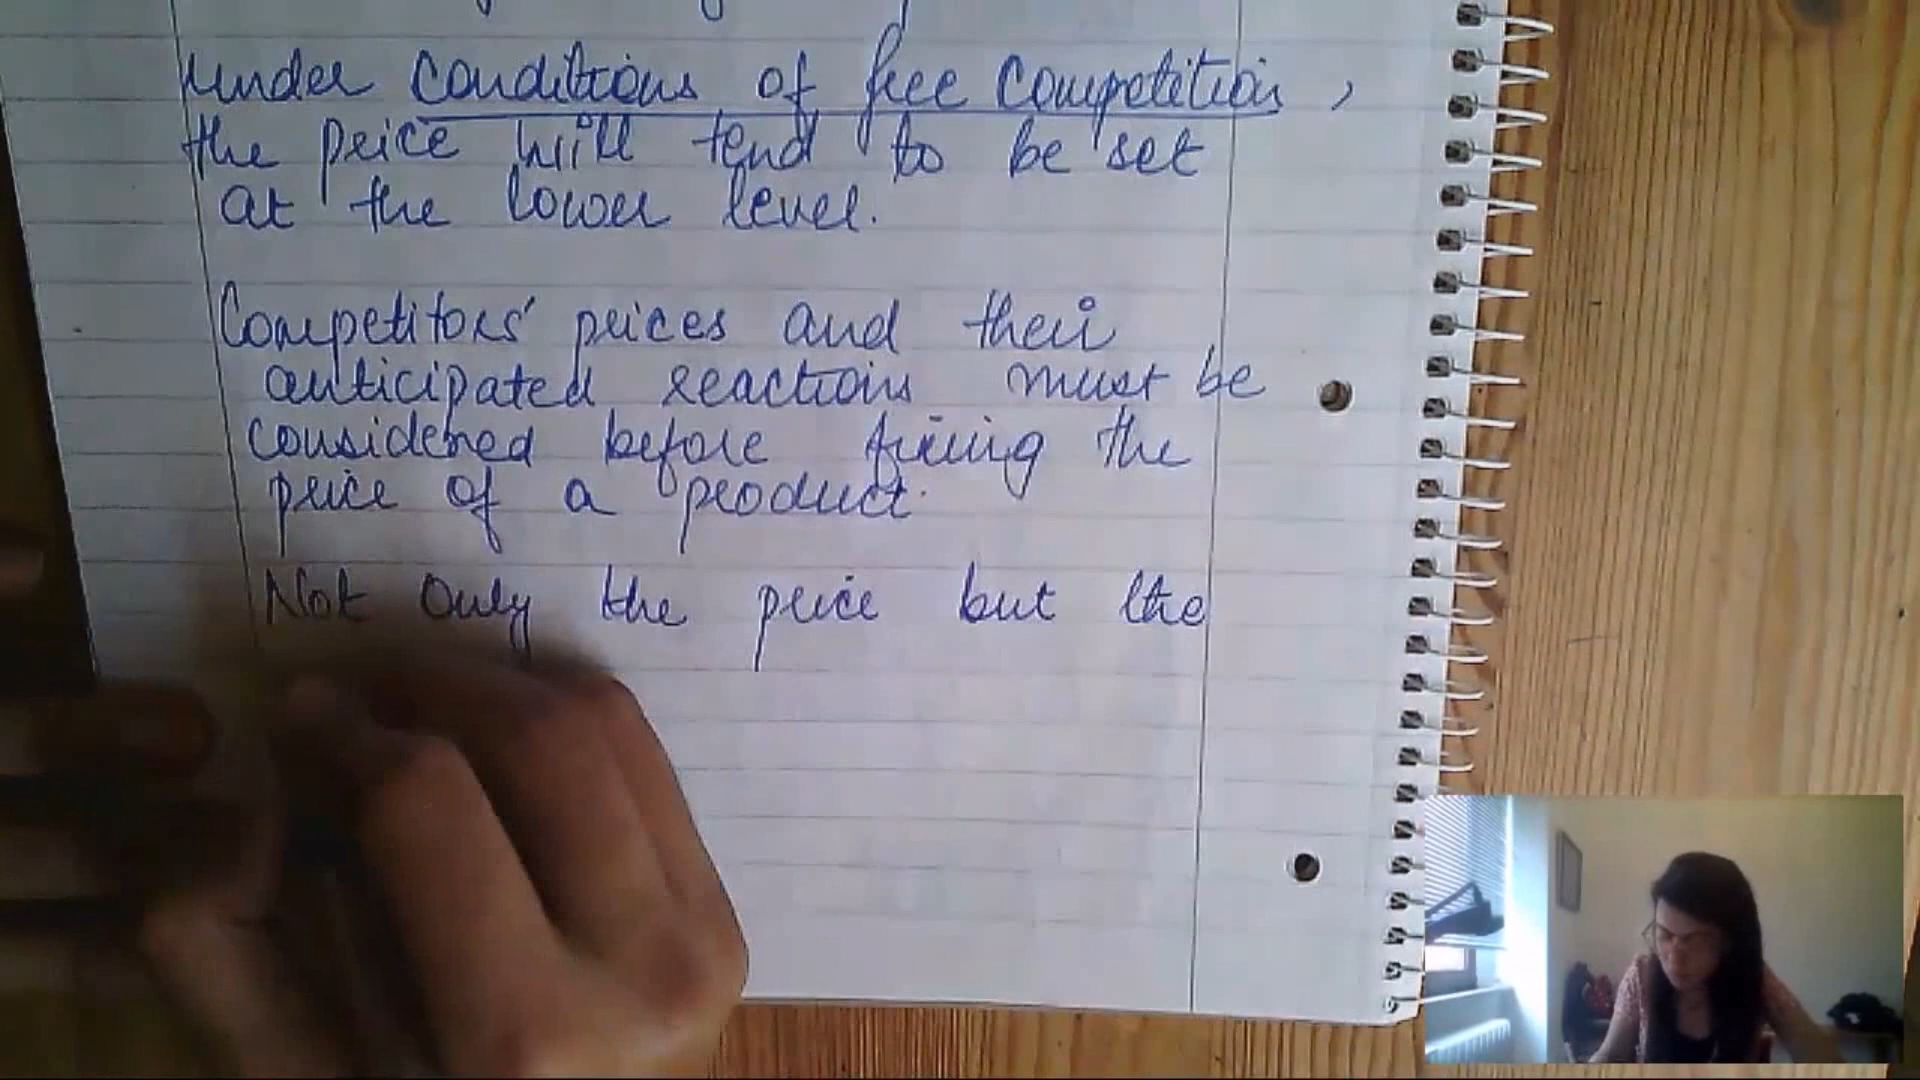 under conditions of free competition,
the price will tend to be set
at the lower level.
Competitors' prices and their
anticipated reactions must be
considered before fixing the
price of a product.
Not only the price but the